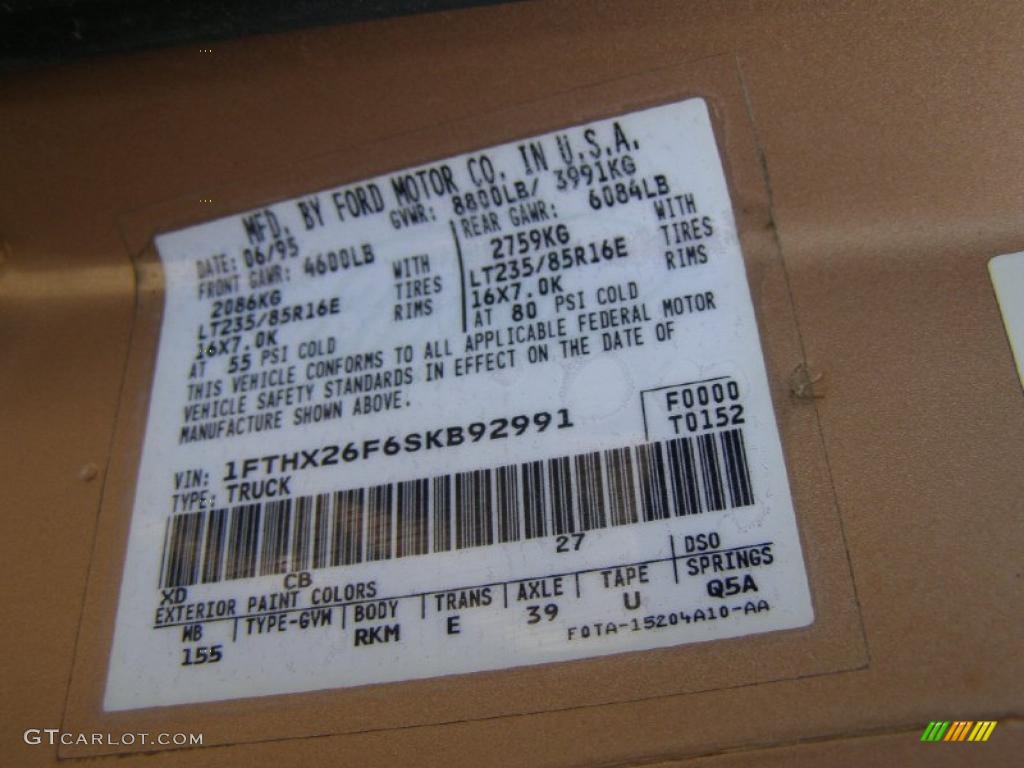 MFD. BY FORD MOTOR CO. IN U.S.A.
DATE: 06/95 GVWR: 8800LB/ 3991KG
FRONT GAWR: 4600LB REAR GAWR: 6084LB
2086KG WITH 2759KG WITH
LT235/85R16E TIRES LT235/85R16E TIRES
16X7.0K RIMS 16X7.0K RIMS
AT 55 PSI COLD AT 80 PSI COLD
THIS VEHICLE CONFORMS TO ALL APPLICABLE FEDERAL MOTOR
VEHICLE SAFETY STANDARDS IN EFFECT ON THE DATE OF
MANUFACTURE SHOWN ABOVE.
F0000
VIN: 1FTHX26F6SKB92991 T0152
TYPE: TRUCK
XD CB 27 DSO
EXTERIOR PAINT COLORS
WB TYPE-GVW BODY TRANS AXLE TAPE SPRINGS
155 RKM E 39 U Q5A
F0TA-15204A10-AA
GTCARLOT.COM